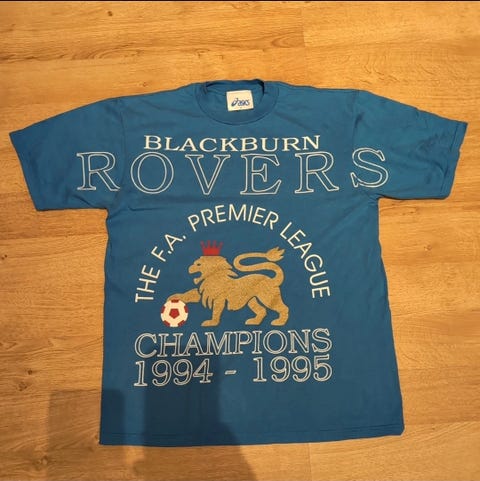 asics
BLACKBURN
ROVERS
THE F.A. PREMIER LEAGUE
CHAMPIONS
1994 - 1995